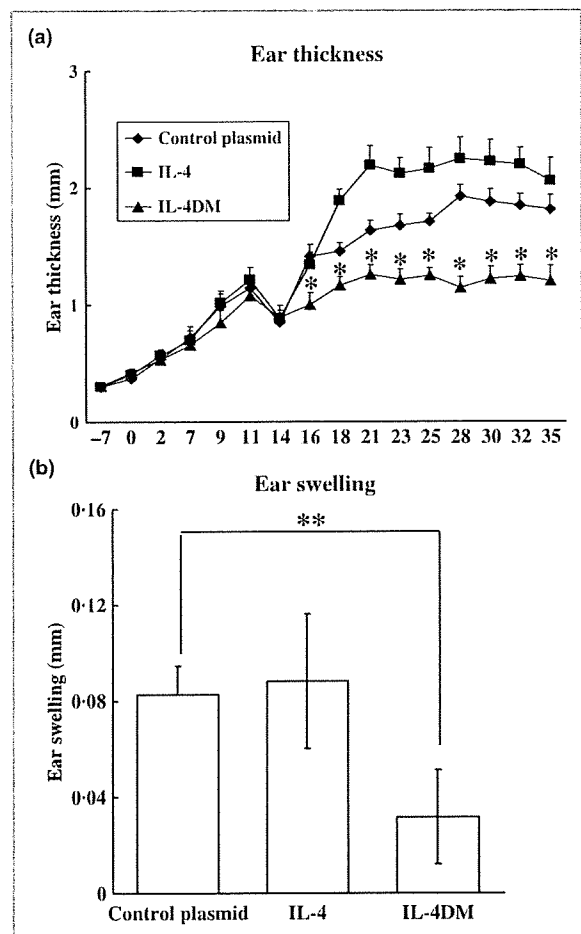 (a)
Ear thickness
3
Control plasmid
IL-4
IL-4DM
2
Ear thickness (mm)
* * * * * * * * *
1
0
–7 0 2 7 9 11 14 16 18 21 23 25 28 30 32 35
(b)
Ear swelling
0·16
**
0·12
Ear swelling (mm)
0·08
0·04
0
Control plasmid IL-4 IL-4DM